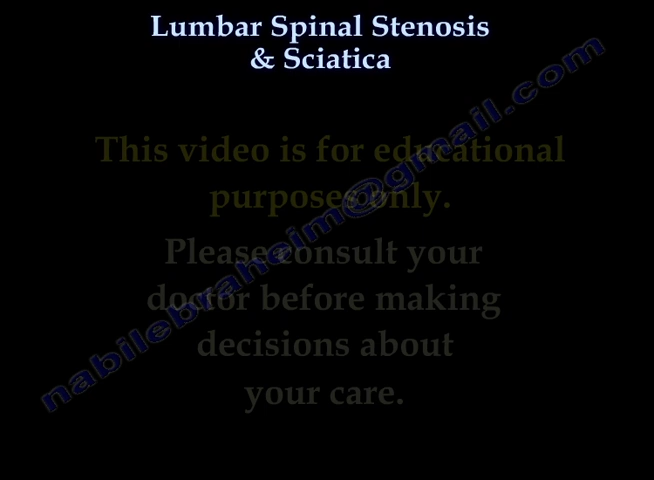 Lumbar Spinal Stenosis
& Sciatica
This video is for educational
purposes only.
Please consult your
doctor before making
decisions about
your care.
nabilebraheim@gmail.com